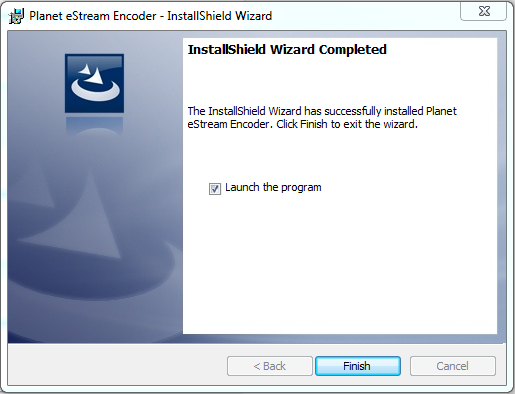 Planet eStream Encoder - InstallShield Wizard
InstallShield Wizard Completed
The InstallShield Wizard has successfully installed Planet
eStream Encoder. Click Finish to exit the wizard.
Launch the program
< Back
Finish
Cancel